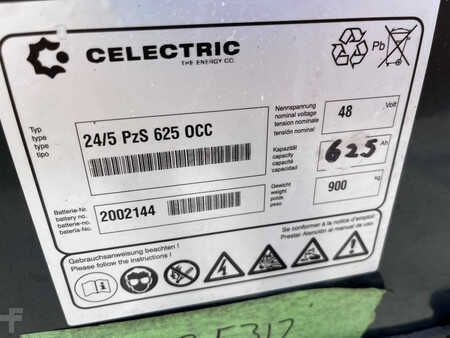 CELECTRIC
THE ENERGY CO.
Pb
Typ
type
type
tipo
24/5 PzS 625 OCC
Nennspannung
nominal voltage
tension nominale
tensión nominal
48
Volt
Kapazität
capacity
capacité
capacidad
625
Ah
Batterie-Nr.
battery no.
batterie no.
bateria-No.
2002144
Gewicht
weight
poids
peso
900
kg
Gebrauchsanweisung beachten !
Please follow the instructions !
Se conformer à la notice d'emploi
Prestar Atención al manual de uso.